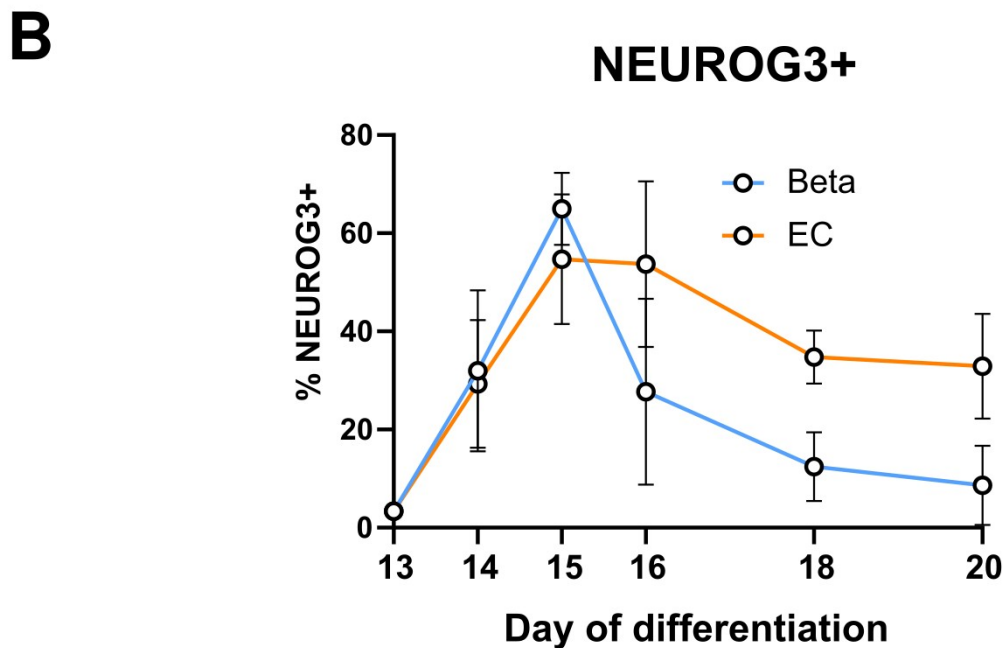 B
NEUROG3+
% NEUROG3+
80
60
40
20
0
Beta
EC
13 14 15 16 18 20
Day of differentiation